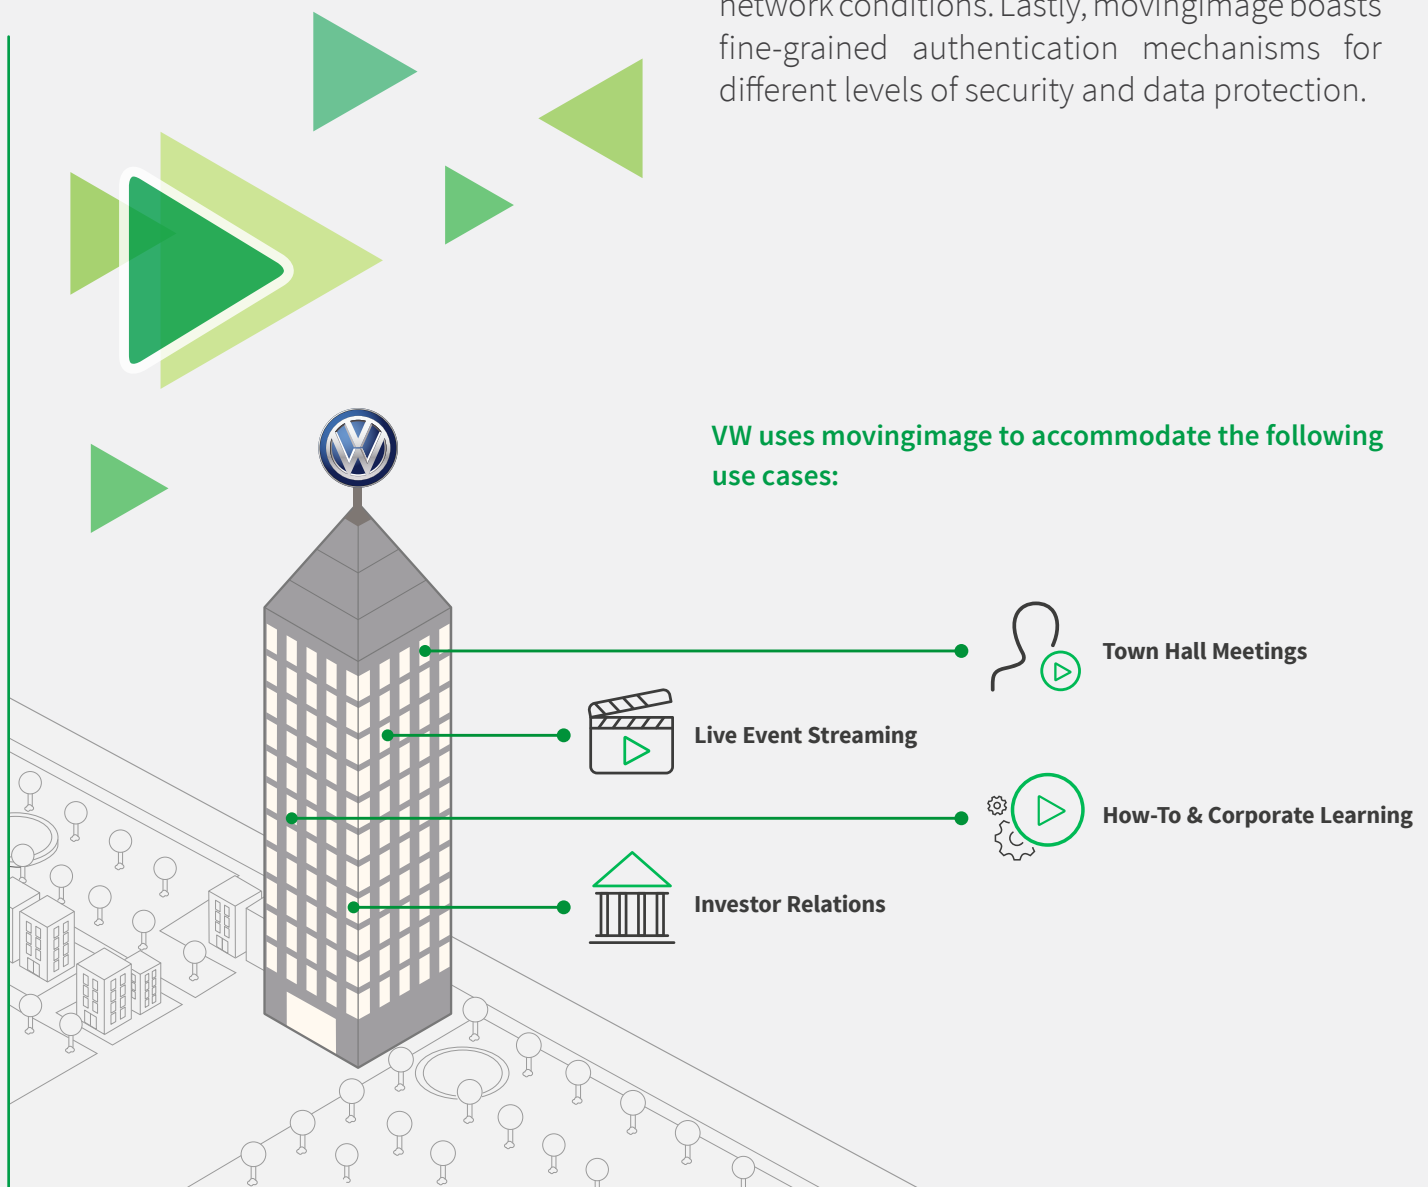 network conditions. Lastly, movingimage boasts
fine-grained authentication mechanisms for
different levels of security and data protection.
VW
VW uses movingimage to accommodate the following
use cases:
Town Hall Meetings
Live Event Streaming
How-To & Corporate Learning
Investor Relations